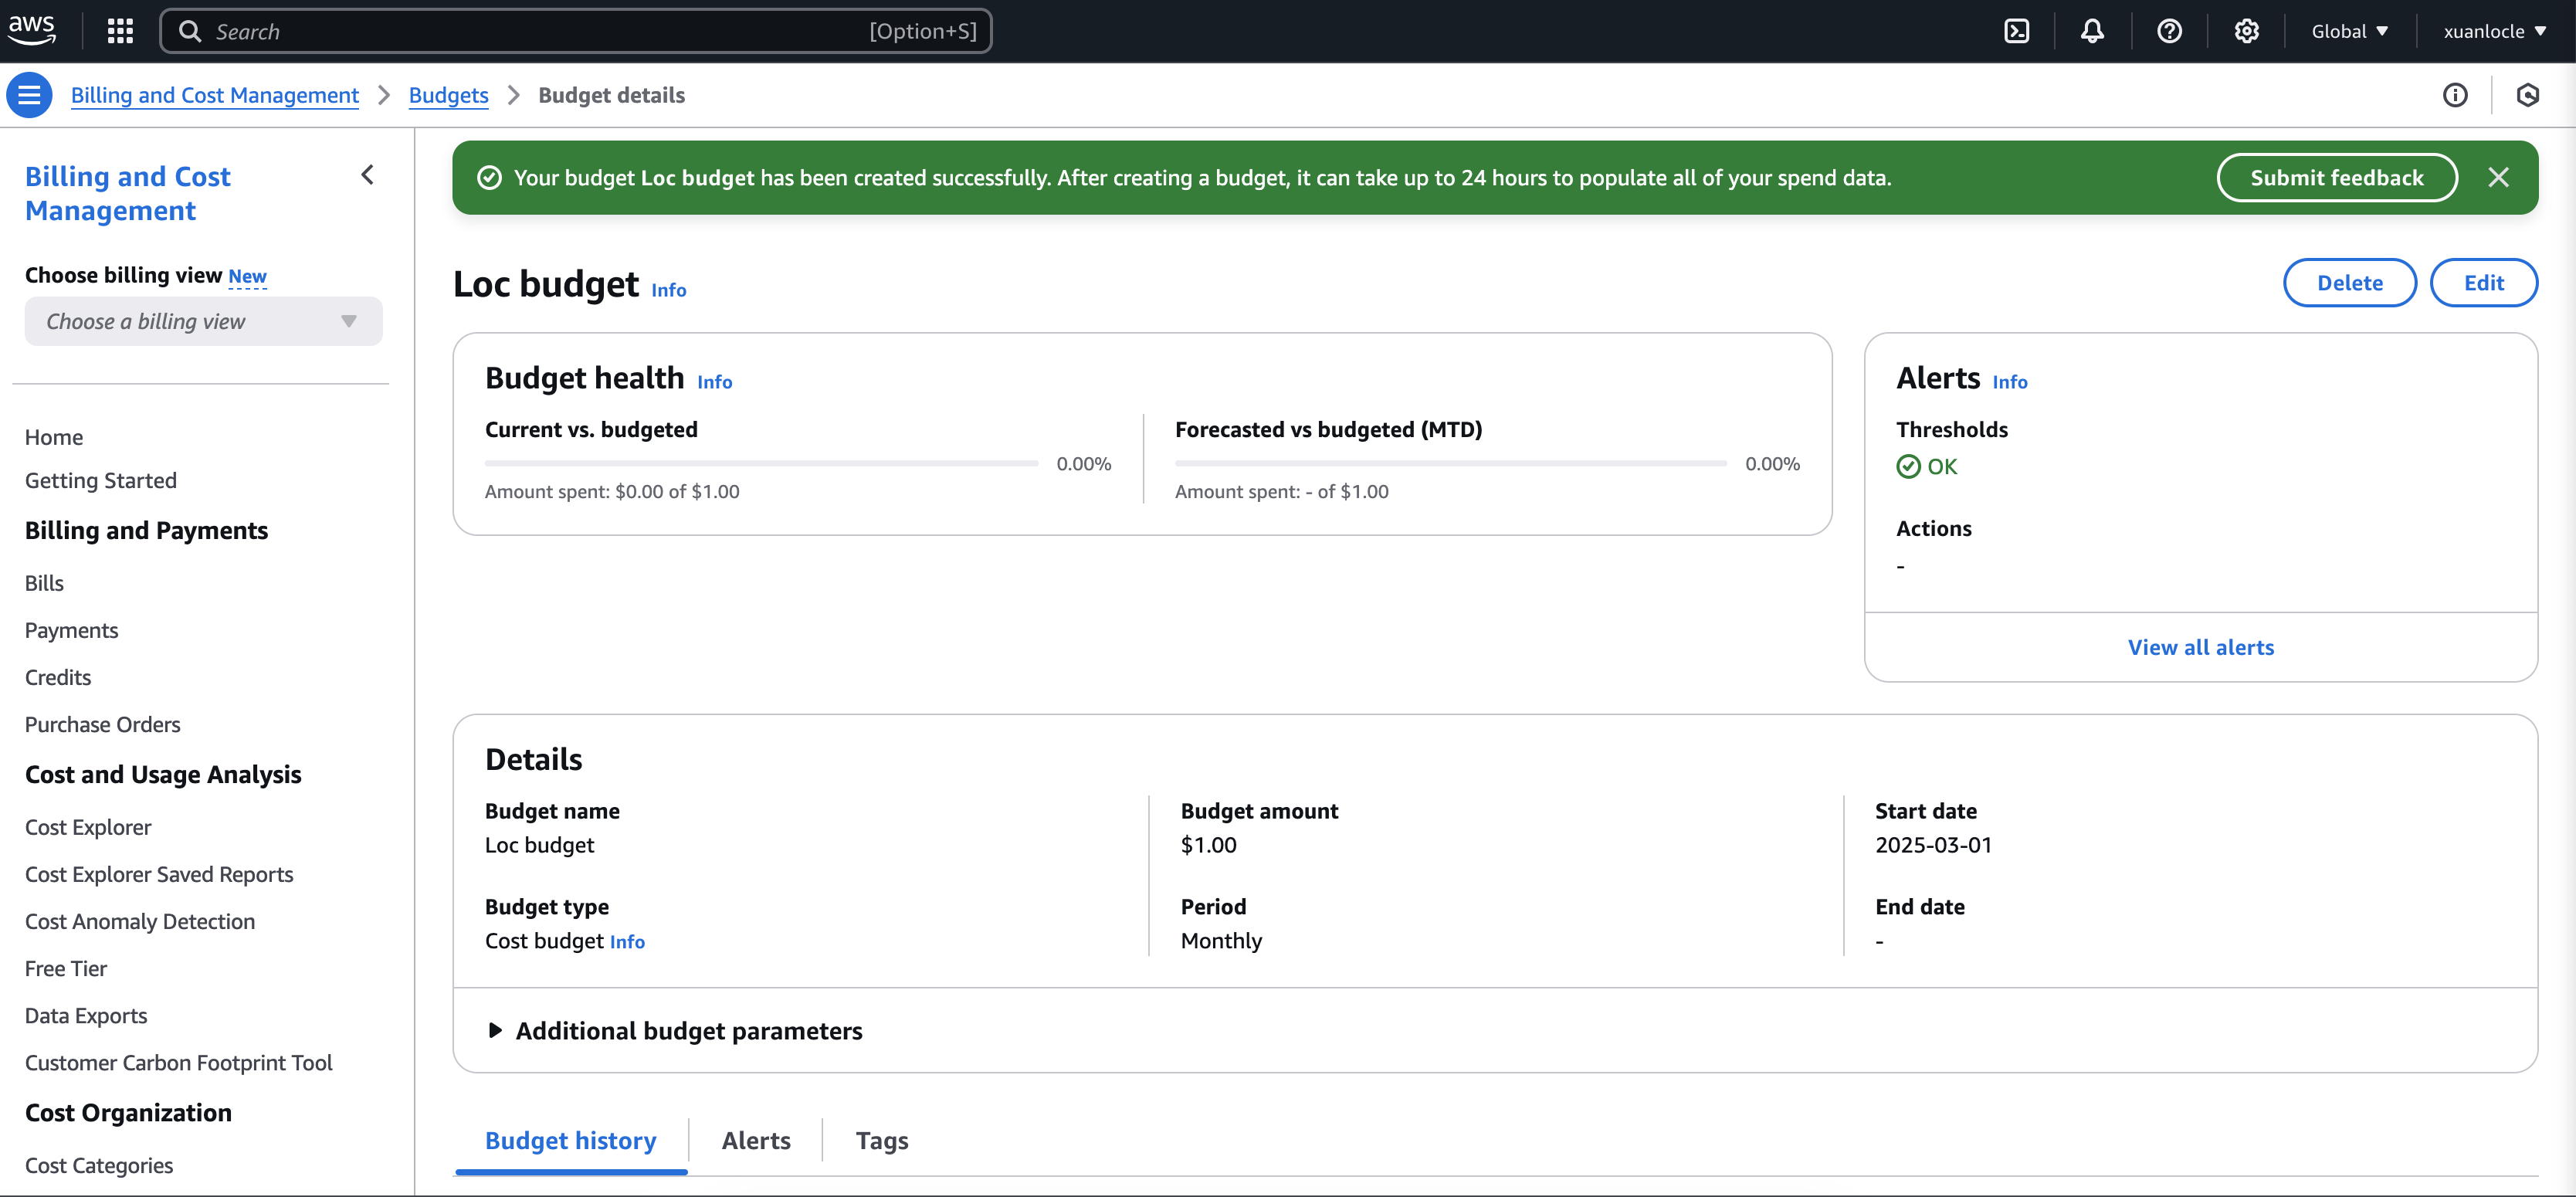 aws
Search
[Option+S]
Global
xuanlocle
Billing and Cost Management
Budgets
Budget details
Billing and Cost
Management
Choose billing view New
Choose a billing view
Home
Getting Started
Billing and Payments
Bills
Payments
Credits
Purchase Orders
Cost and Usage Analysis
Cost Explorer
Cost Explorer Saved Reports
Cost Anomaly Detection
Free Tier
Data Exports
Customer Carbon Footprint Tool
Cost Organization
Cost Categories
Your budget Loc budget has been created successfully. After creating a budget, it can take up to 24 hours to populate all of your spend data.
Submit feedback
Loc budget Info
Delete
Edit
Budget health Info
Current vs. budgeted
0.00%
Amount spent: $0.00 of $1.00
Forecasted vs budgeted (MTD)
0.00%
Amount spent: - of $1.00
Alerts Info
Thresholds
OK
Actions
-
View all alerts
Details
Budget name
Loc budget
Budget type
Cost budget Info
Budget amount
$1.00
Period
Monthly
Start date
2025-03-01
End date
-
Additional budget parameters
Budget history
Alerts
Tags